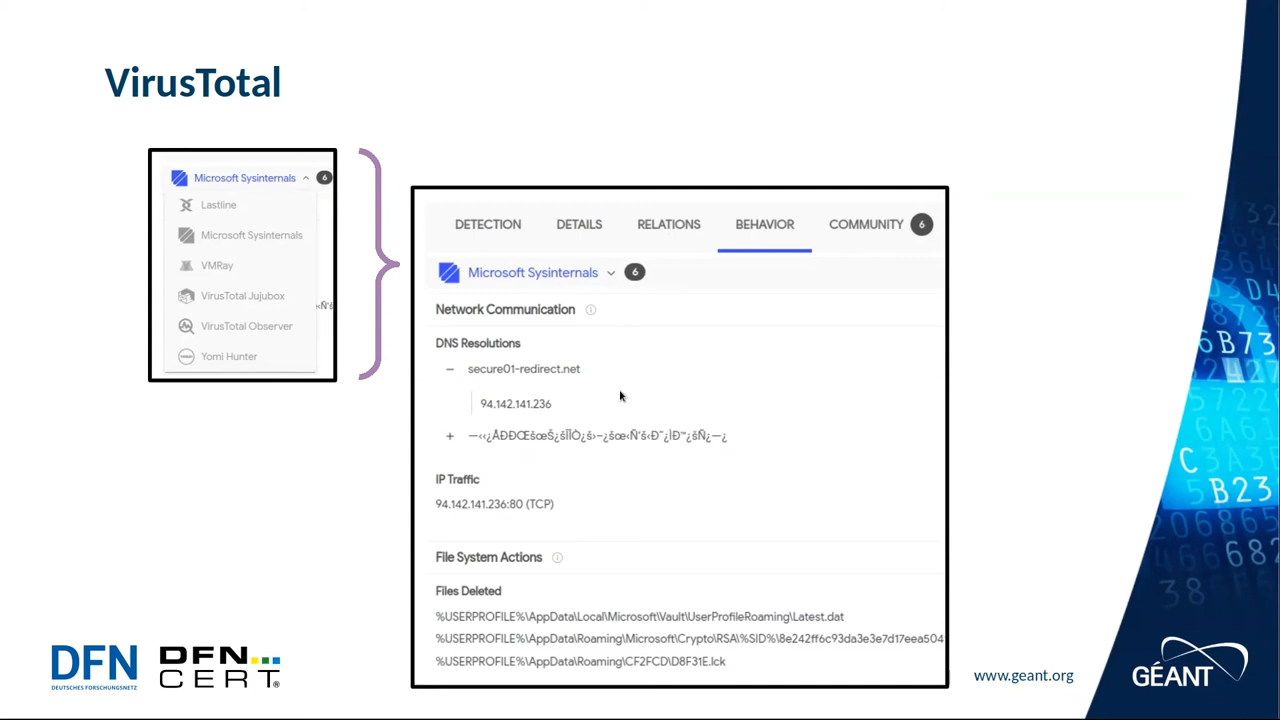 VirusTotal
Microsoft Sysinternals 6
Lastline
Microsoft Sysinternals
VMRay
VirusTotal Jujubox
VirusTotal Observer
Yomi Hunter
DETECTION DETAILS RELATIONS BEHAVIOR COMMUNITY 6
Microsoft Sysinternals 6
Network Communication
DNS Resolutions
− secure01-redirect.net
94.142.141.236
+
IP Traffic
94.142.141.236:80 (TCP)
File System Actions
Files Deleted
%USERPROFILE%\AppData\Local\Microsoft\Vault\UserProfileRoaming\Latest.dat
%USERPROFILE%\AppData\Roaming\Microsoft\Crypto\RSA\%SID%\8e242ff6c93da3e3e7d17eea504
%USERPROFILE%\AppData\Roaming\CF2FCD\D8F31E.lck
DFN
DEUTSCHES FORSCHUNGSNETZ
DFN
CERT®
www.geant.org
GÉANT